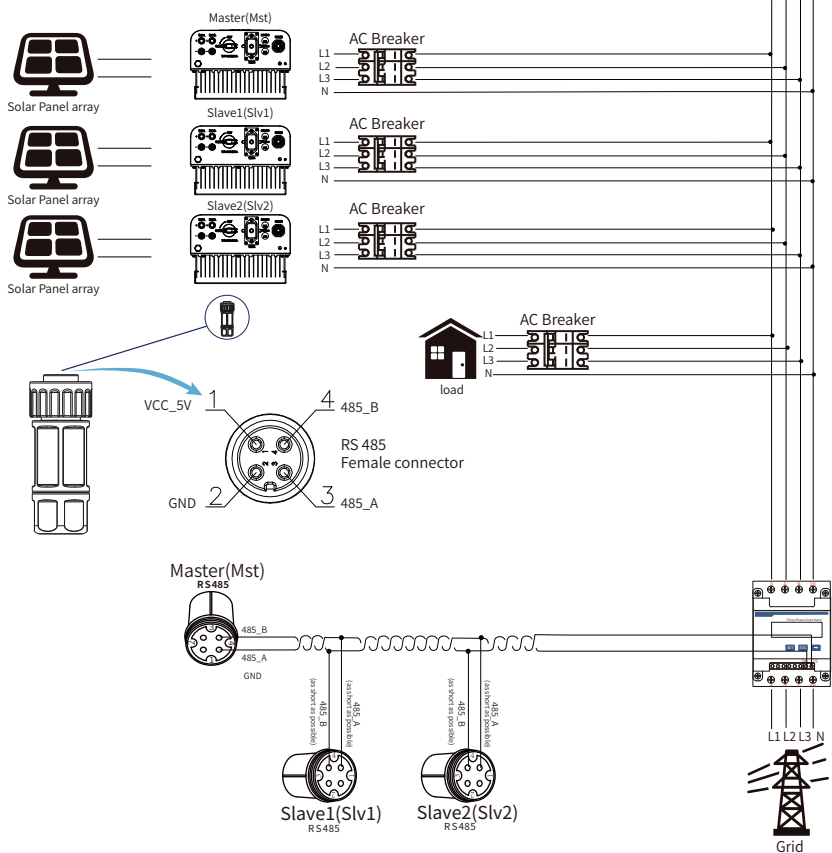 Master(Mst)
Solar Panel array
AC Breaker
L1
L2
L3
N
Slave1(Slv1)
Solar Panel array
AC Breaker
L1
L2
L3
N
Slave2(Slv2)
Solar Panel array
AC Breaker
L1
L2
L3
N
AC Breaker
L1
L2
L3
N
load
VCC_5V 1
4 485_B
RS 485
Female connector
GND 2
3 485_A
1
4
2
3
Master(Mst)
RS485
485_B
485_A
GND
485_B
(as short as possible)
485_A
(as short as possible)
485_B
(as short as possible)
485_A
(as short as possible)
Slave1(Slv1)
RS485
Slave2(Slv2)
RS485
L1 L2 L3 N
Grid